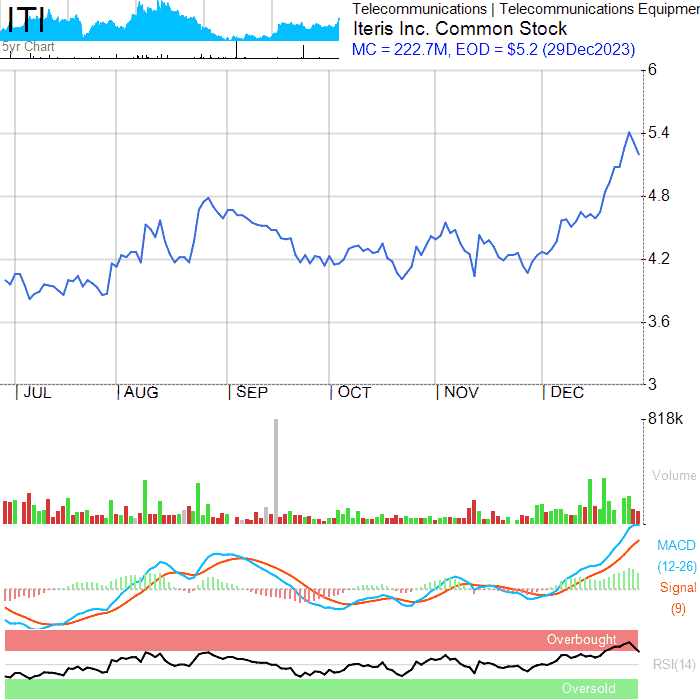 ITI
5yr Chart
Telecommunications | Telecommunications Equipmen
Iteris Inc. Common Stock
MC = 222.7M, EOD = $5.2 (29Dec2023)
6
5.4
4.8
4.2
3.6
3
JUL AUG SEP OCT NOV DEC
818k
Volume
MACD
(12-26)
Signal
(9)
Overbought
RSI(14)
Oversold